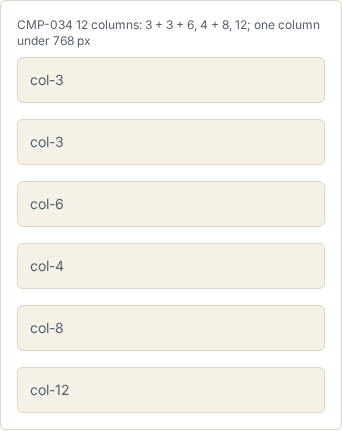 CMP-034 12 columns: 3 + 3 + 6, 4 + 8, 12; one column
under 768 px
col-3
col-3
col-6
col-4
col-8
col-12